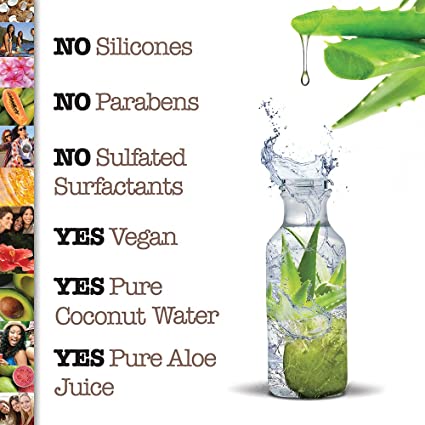 NO Silicones
NO Parabens
NO Sulfated
Surfactants
YES Vegan
YES Pure
Coconut Water
YES Pure Aloe
Juice